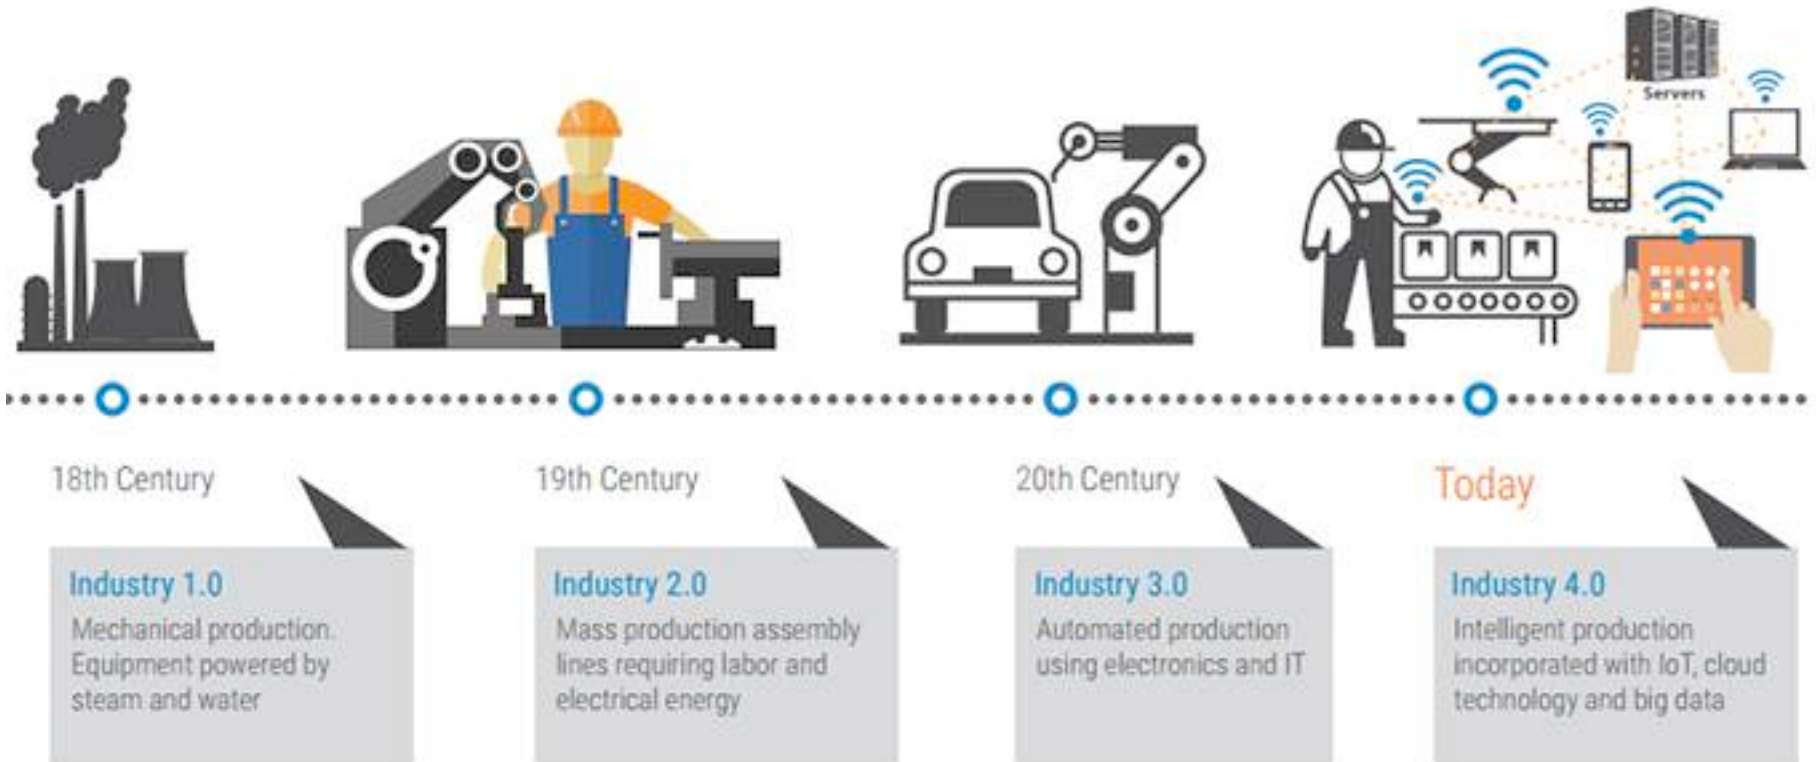 Servers
18th Century
Industry 1.0
Mechanical production.
Equipment powered by
steam and water
19th Century
Industry 2.0
Mass production assembly
lines requiring labor and
electrical energy
20th Century
Industry 3.0
Automated production
using electronics and IT
Today
Industry 4.0
Intelligent production
incorporated with IoT, cloud
technology and big data